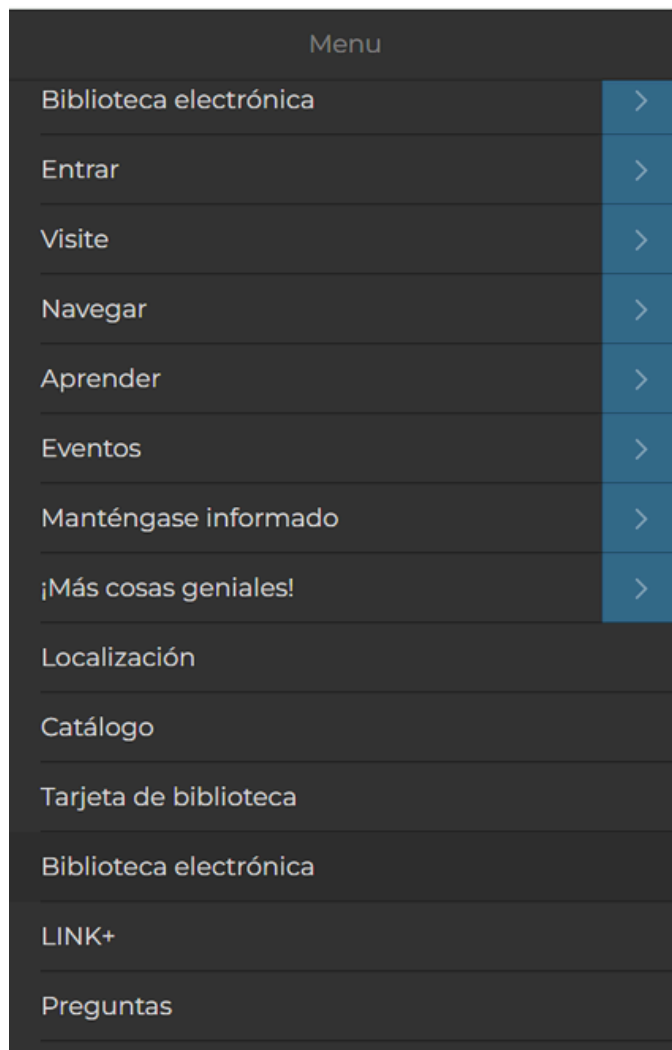 Menu
Biblioteca electrónica
Entrar
Visite
Navegar
Aprender
Eventos
Manténgase informado
¡Más cosas geniales!
Localización
Catálogo
Tarjeta de biblioteca
Biblioteca electrónica
LINK+
Preguntas